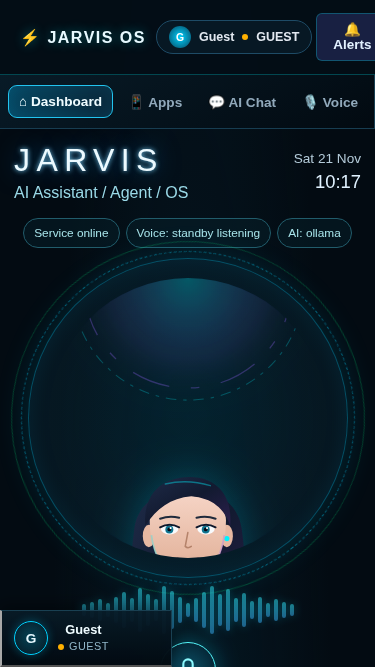 ⚡ JARVIS OS
G Guest GUEST
🔔
Alerts
⌂ Dashboard 📱 Apps 💬 AI Chat 🎙️ Voice
JARVIS
AI Assistant / Agent / OS
Sat 21 Nov
10:17
Service online Voice: standby listening AI: ollama
G Guest
GUEST